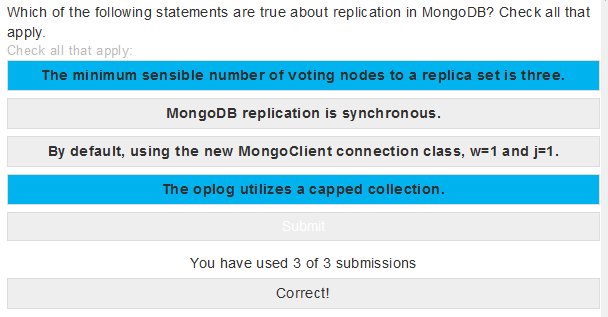 Which of the following statements are true about replication in MongoDB? Check all that
apply.
Check all that apply:
The minimum sensible number of voting nodes to a replica set is three.
MongoDB replication is synchronous.
By default, using the new MongoClient connection class, w=1 and j=1.
The oplog utilizes a capped collection.
Submit
You have used 3 of 3 submissions
Correct!